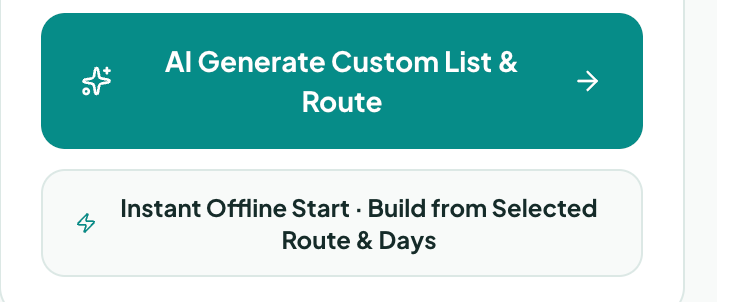 AI Generate Custom List &
Route
Instant Offline Start · Build from Selected
Route & Days